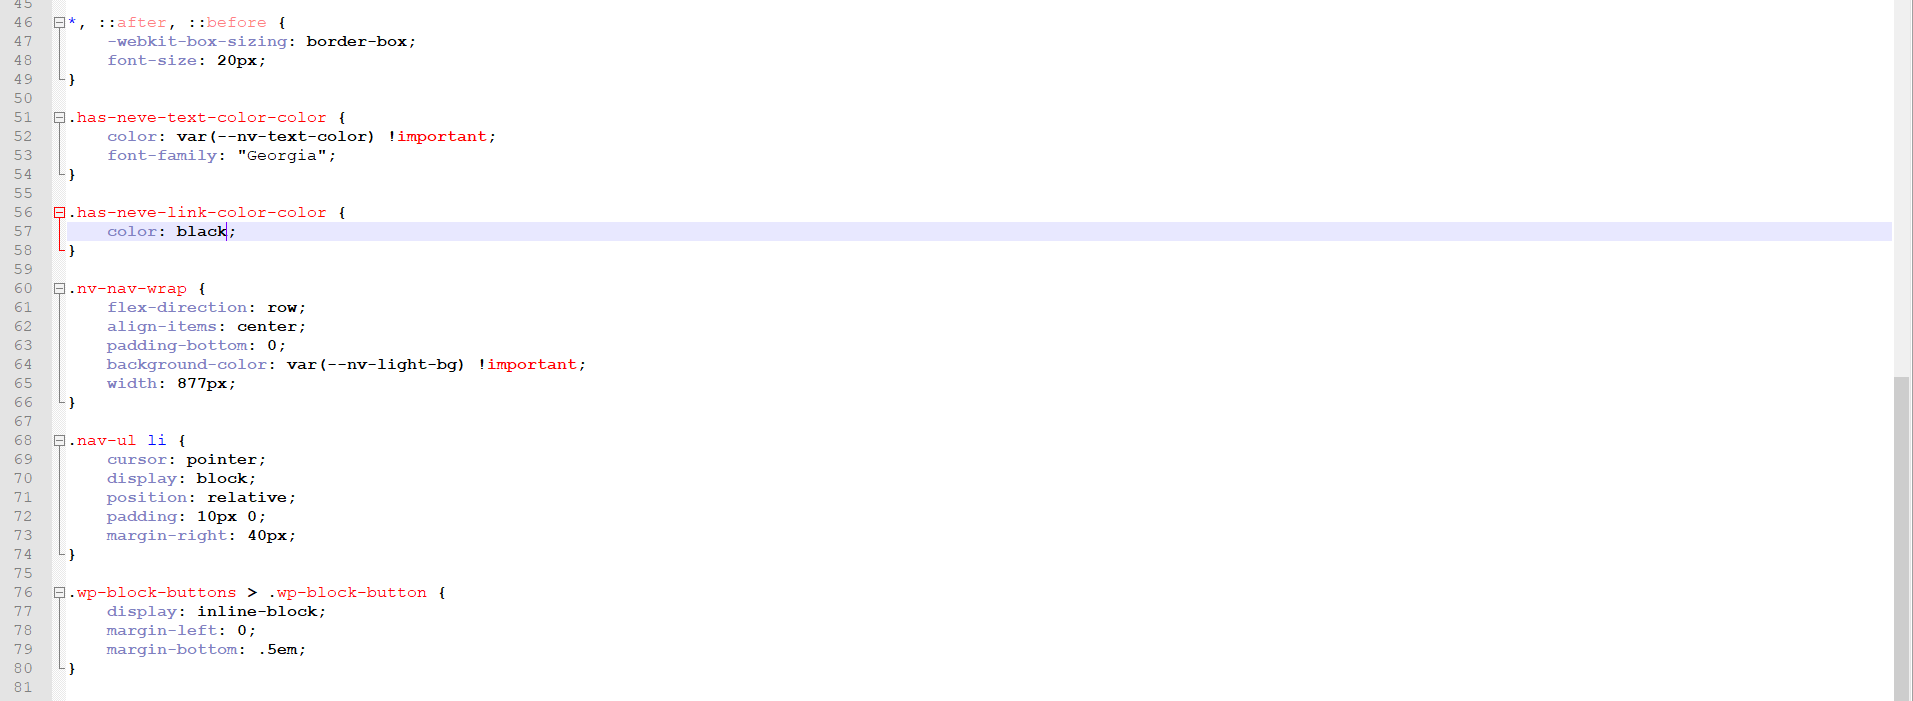 45
46 *, ::after, ::before {
47 -webkit-box-sizing: border-box;
48 font-size: 20px;
49 }
50
51 .has-neve-text-color-color {
52 color: var(--nv-text-color) !important;
53 font-family: "Georgia";
54 }
55
56 .has-neve-link-color-color {
57 color: black;
58 }
59
60 .nv-nav-wrap {
61 flex-direction: row;
62 align-items: center;
63 padding-bottom: 0;
64 background-color: var(--nv-light-bg) !important;
65 width: 877px;
66 }
67
68 .nav-ul li {
69 cursor: pointer;
70 display: block;
71 position: relative;
72 padding: 10px 0;
73 margin-right: 40px;
74 }
75
76 .wp-block-buttons > .wp-block-button {
77 display: inline-block;
78 margin-left: 0;
79 margin-bottom: .5em;
80 }
81